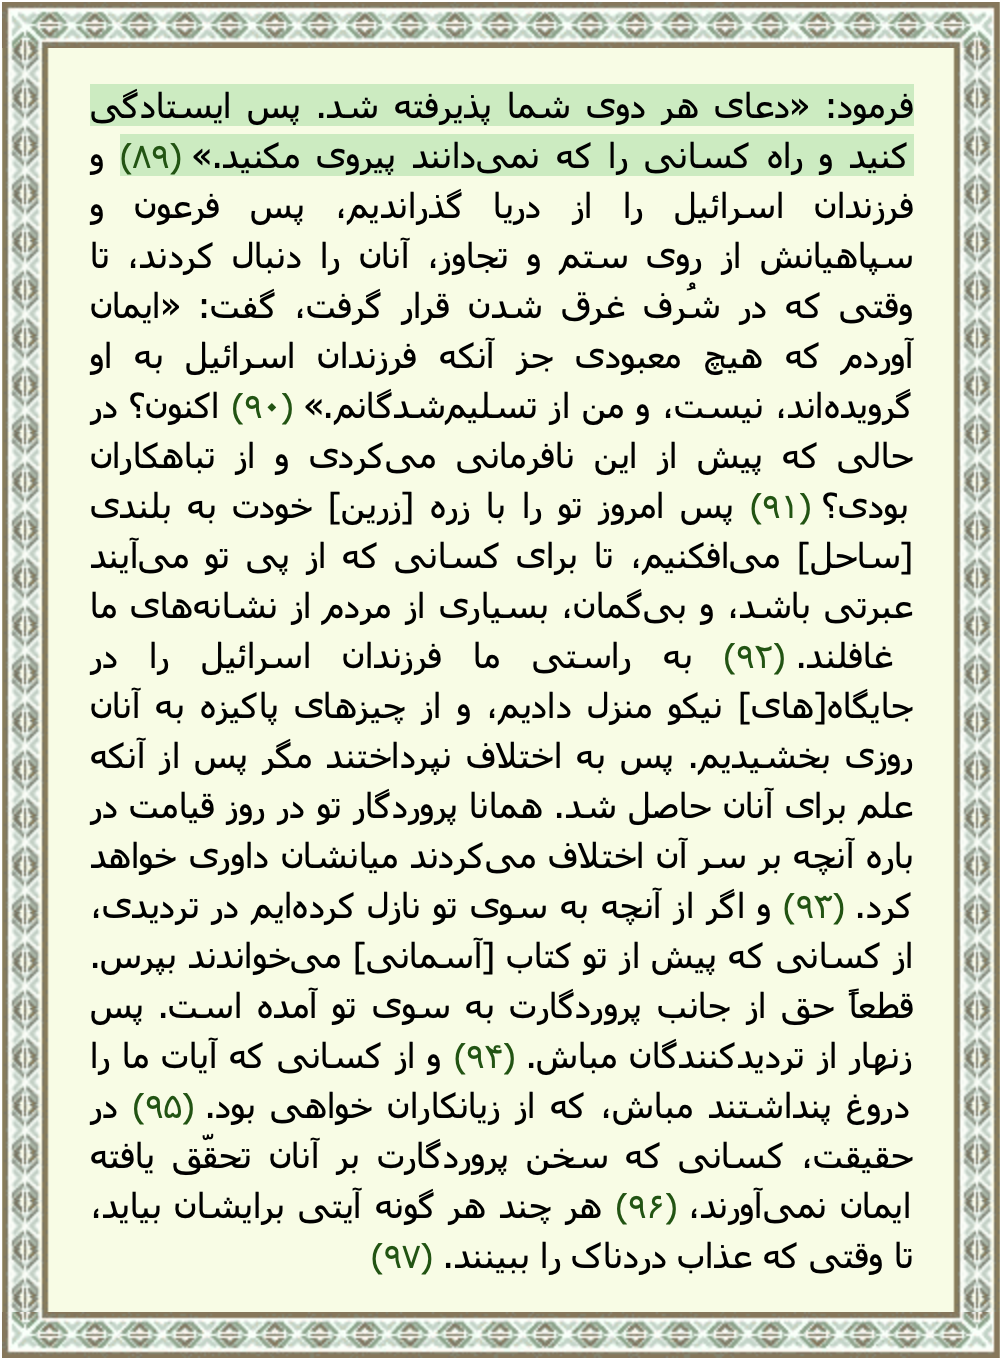 فرمود: «دعای هر دوی شما پذیرفته شد. پس ایستادگی
کنید و راه کسانی را که نمی‌دانند پیروی مکنید.» (۸۹) و
فرزندان اسرائیل را از دریا گذراندیم، پس فرعون و
سپاهیانش از روی ستم و تجاوز، آنان را دنبال کردند، تا
وقتی که در شُرف غرق شدن قرار گرفت، گفت: «ایمان
آوردم که هیچ معبودی جز آنکه فرزندان اسرائیل به او
گرویده‌اند، نیست، و من از تسلیم‌شدگانم.» (۹۰) اکنون؟ در
حالی که پیش از این نافرمانی می‌کردی و از تباهکاران
بودی؟ (۹۱) پس امروز تو را با زره [زرین] خودت به بلندی
[ساحل] می‌افکنیم، تا برای کسانی که از پی تو می‌آیند
عبرتی باشد، و بی‌گمان، بسیاری از مردم از نشانه‌های ما
غافلند. (۹۲) به راستی ما فرزندان اسرائیل را در
جایگاه[های] نیکو منزل دادیم، و از چیزهای پاکیزه به آنان
روزی بخشیدیم. پس به اختلاف نپرداختند مگر پس از آنکه
علم برای آنان حاصل شد. همانا پروردگار تو در روز قیامت در
باره آنچه بر سر آن اختلاف می‌کردند میانشان داوری خواهد
کرد. (۹۳) و اگر از آنچه به سوی تو نازل کرده‌ایم در تردیدی،
از کسانی که پیش از تو کتاب [آسمانی] می‌خواندند بپرس.
قطعاً حق از جانب پروردگارت به سوی تو آمده است. پس
زنهار از تردیدکنندگان مباش. (۹۴) و از کسانی که آیات ما را
دروغ پنداشتند مباش، که از زیانکاران خواهی بود. (۹۵) در
حقیقت، کسانی که سخن پروردگارت بر آنان تحقّق یافته
ایمان نمی‌آورند، (۹۶) هر چند هر گونه آیتی برایشان بیاید،
تا وقتی که عذاب دردناک را ببینند. (۹۷)